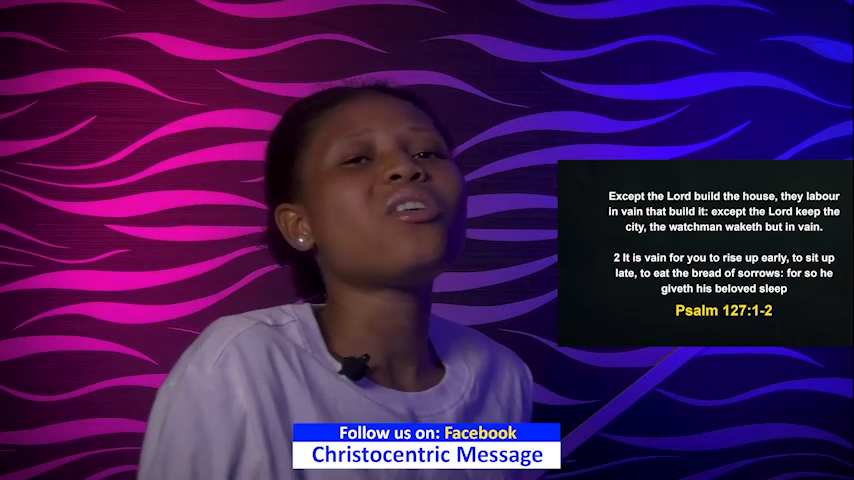 Except the Lord build the house, they labour
in vain that build it: except the Lord keep the
city, the watchman waketh but in vain.
2 It is vain for you to rise up early, to sit up
late, to eat the bread of sorrows: for so he
giveth his beloved sleep
Psalm 127:1-2
Follow us on: Facebook
Christocentric Message